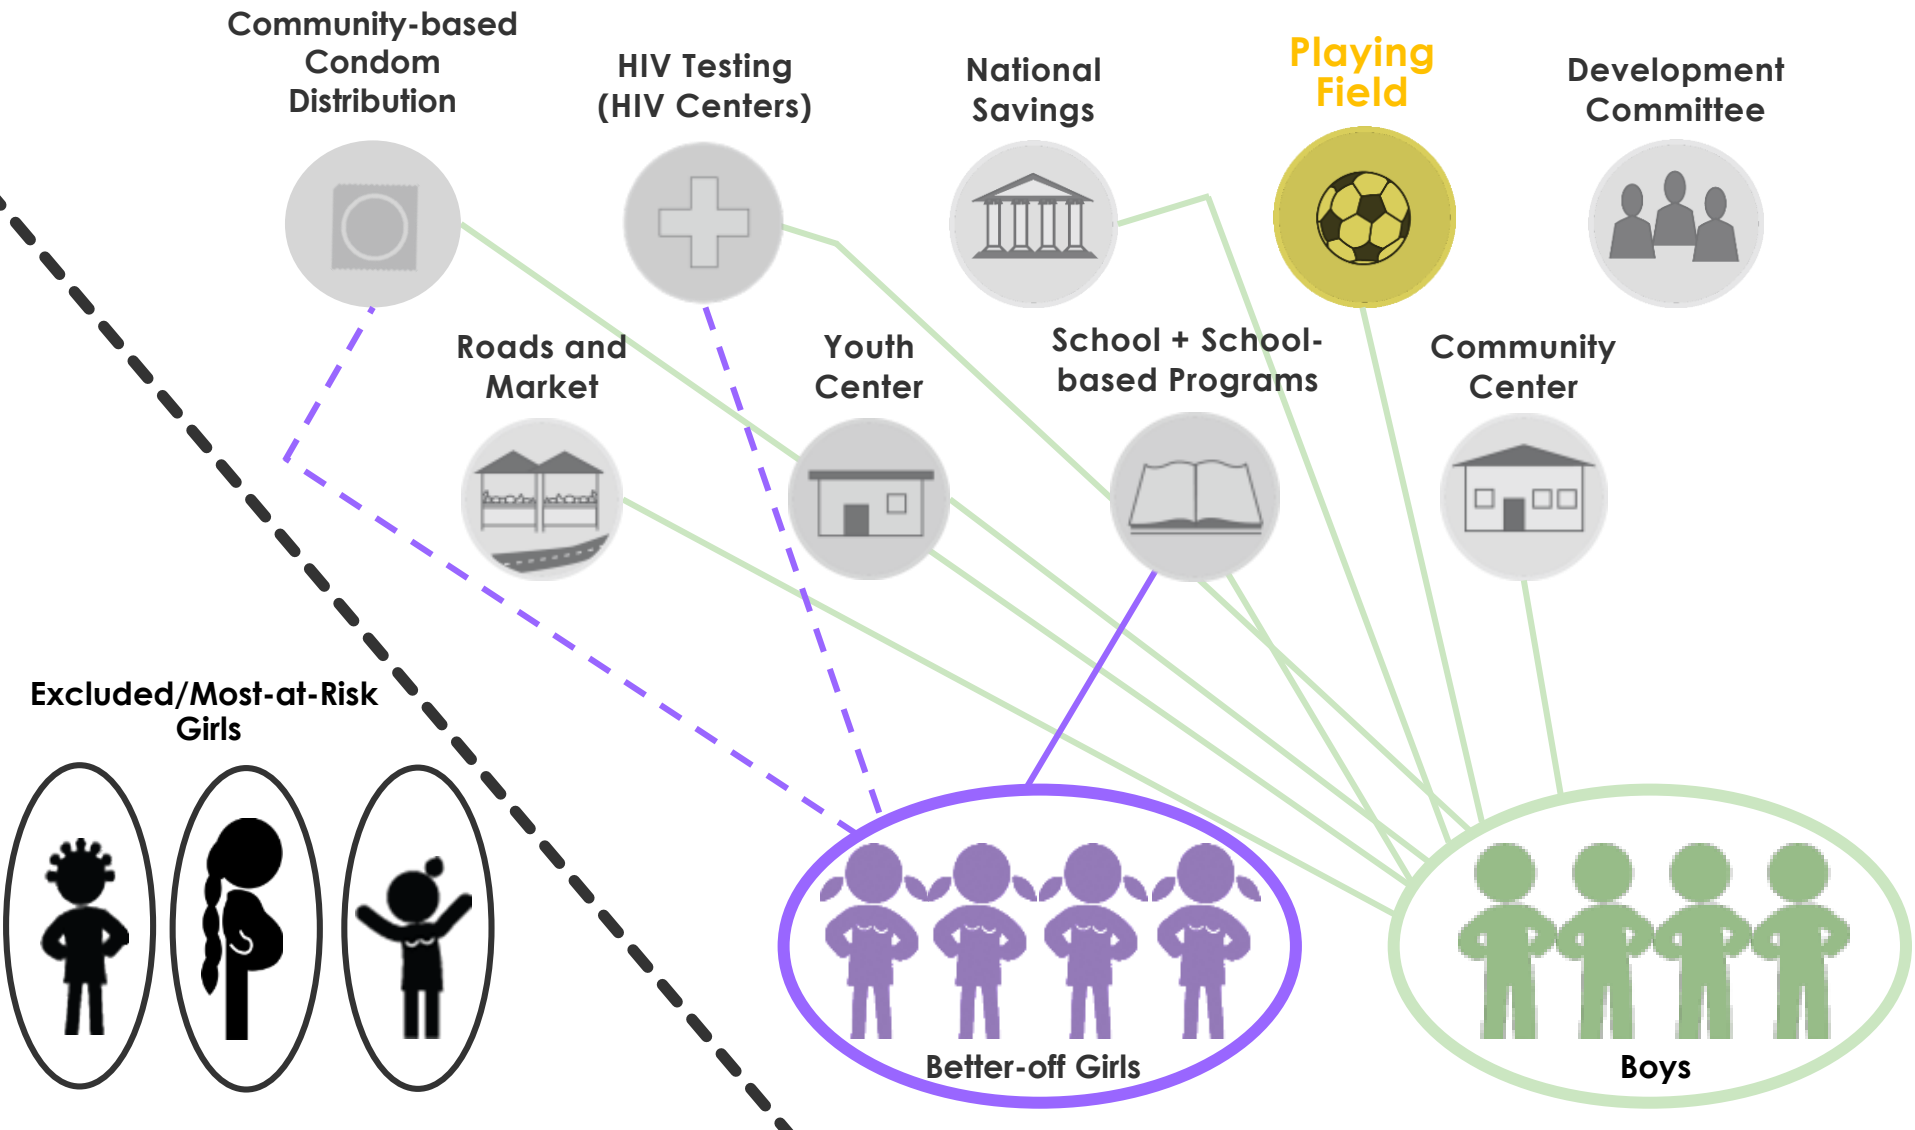 Community-based
Condom
Distribution
HIV Testing
(HIV Centers)
National
Savings
Playing
Field
Development
Committee
Roads and
Market
Youth
Center
School + School-
based Programs
Community
Center
Excluded/Most-at-Risk
Girls
Better-off Girls
Boys